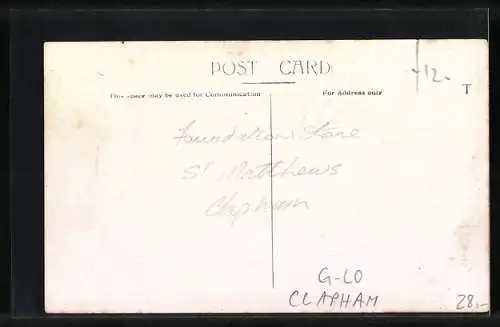 POST CARD
-12-
T
This space may be used for Communication
For Address only
Foundation Stone
St Matthews
Clapham
G-LO
CLAPHAM
28,-